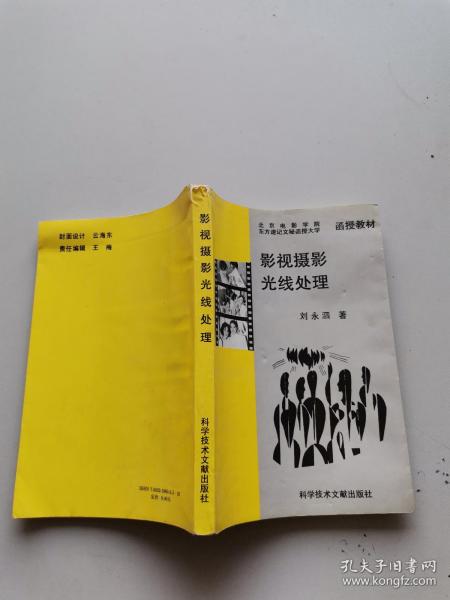 封面设计 云海东
责任编辑 王梅
影视摄影光线处理
科学技术文献出版社
北京电影学院
东方速记文秘函授大学
函授教材
影视摄影
光线处理
刘永泗 著
科学技术文献出版社
孔夫子旧书网
www.kongfz.com